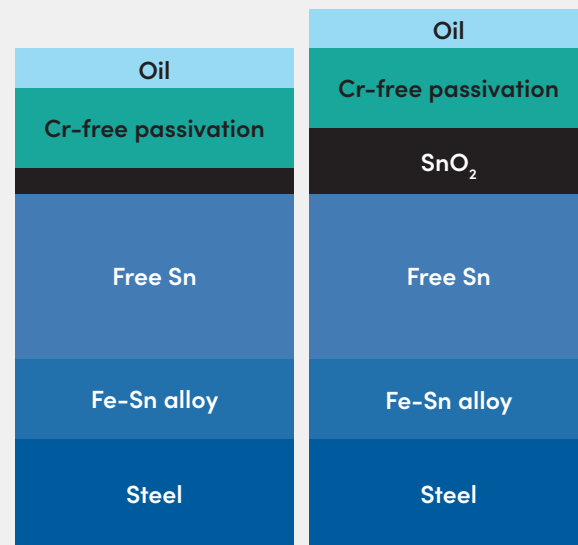 Oil
Cr-free passivation
Free Sn
Fe-Sn alloy
Steel
Oil
Cr-free passivation
SnO₂
Free Sn
Fe-Sn alloy
Steel